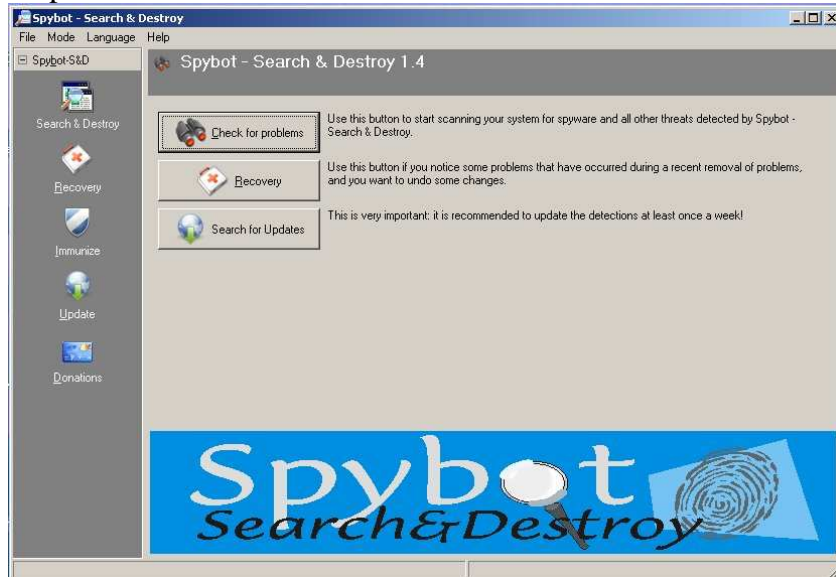 Spybot - Search & Destroy
File Mode Language Help
Spybot-S&D
Spybot - Search & Destroy 1.4
Search & Destroy
Recovery
Immunize
Update
Donations
Check for problems
Use this button to start scanning your system for spyware and all other threats detected by Spybot -
Search & Destroy.
Recovery
Use this button if you notice some problems that have occurred during a recent removal of problems,
and you want to undo some changes.
Search for Updates
This is very important: it is recommended to update the detections at least once a week!
Spybot
Search&Destroy